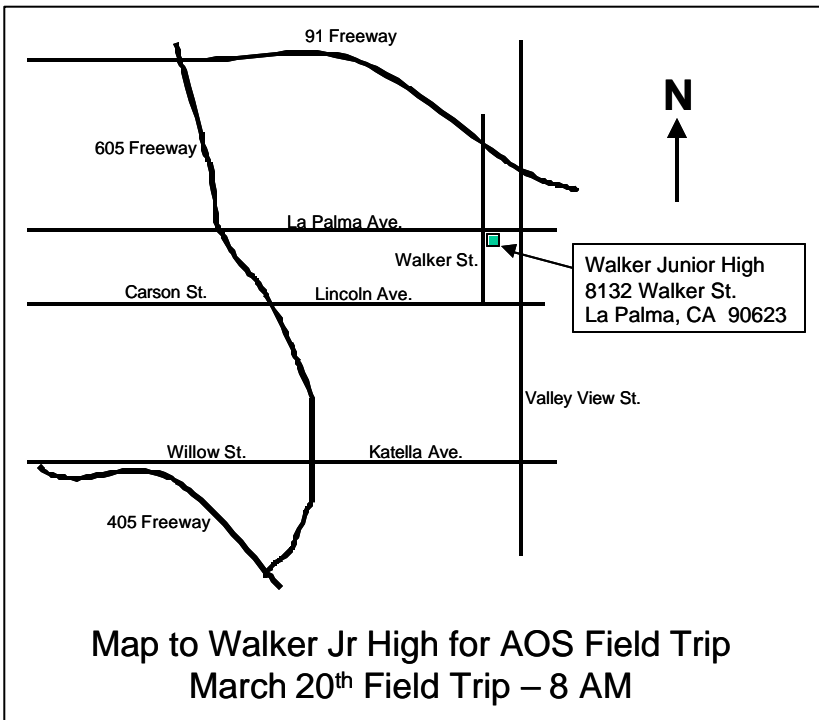 91 Freeway
N
605 Freeway
La Palma Ave.
Walker St.
Walker Junior High
8132 Walker St.
La Palma, CA 90623
Carson St.
Lincoln Ave.
Valley View St.
Willow St.
Katella Ave.
405 Freeway
Map to Walker Jr High for AOS Field Trip
March 20th Field Trip – 8 AM